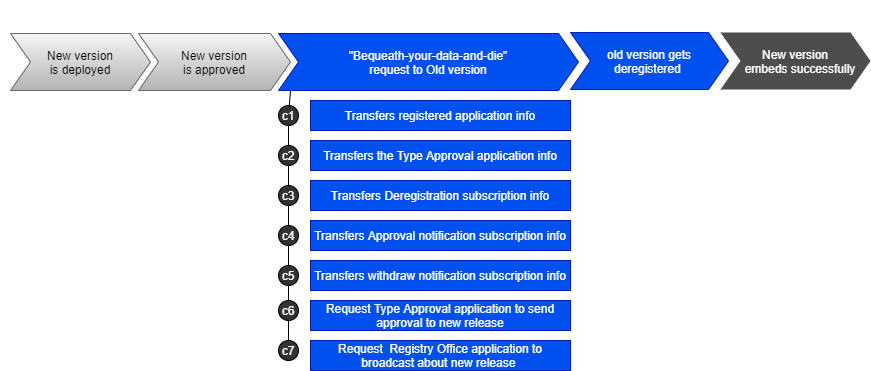 New version
is deployed
New version
is approved
"Bequeath-your-data-and-die"
request to Old version
old version gets
deregistered
New version
embeds successfully
c1
Transfers registered application info
c2
Transfers the Type Approval application info
c3
Transfers Deregistration subscription info
c4
Transfers Approval notification subscription info
c5
Transfers withdraw notification subscription info
c6
Request Type Approval application to send
approval to new release
c7
Request  Registry Office application to
broadcast about new release